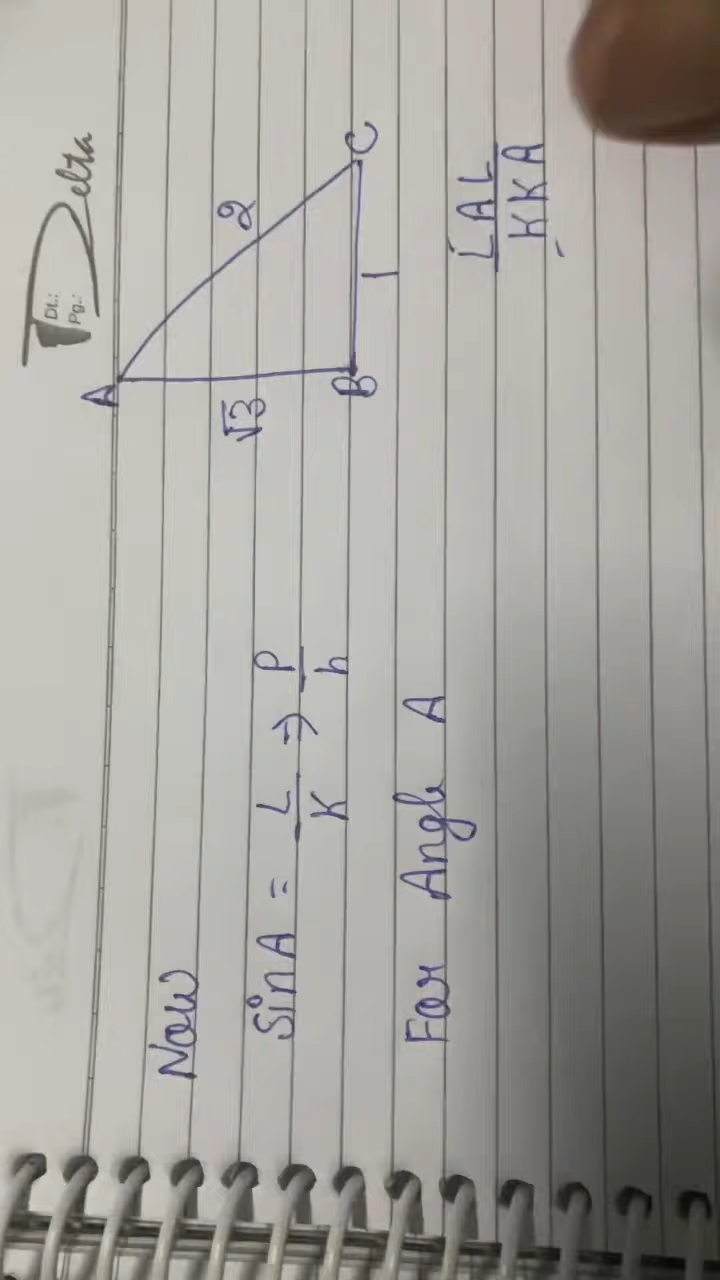 Delta
Dt.:
Pg.:
A
2
√3
B
1
C
Now
Sin A = L/K ⇒ P/h
For Angle A
LAL
KKA